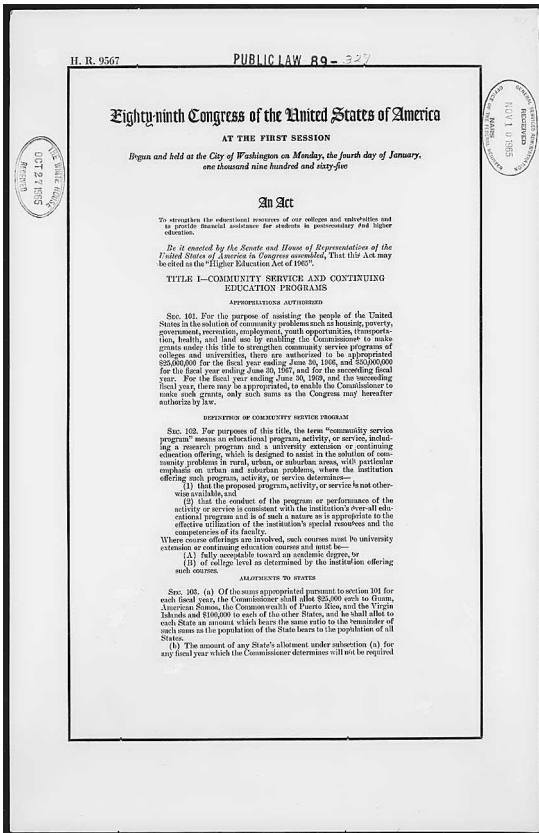 H. R. 9567
PUBLIC LAW 89-329
Eighty-ninth Congress of the United States of America
AT THE FIRST SESSION
Begun and held at the City of Washington on Monday, the fourth day of January,
one thousand nine hundred and sixty-five
An Act
To strengthen the educational resources of our colleges and universities and
to provide financial assistance for students in postsecondary and higher
education.
Be it enacted by the Senate and House of Representatives of the
United States of America in Congress assembled, That this Act may
be cited as the "Higher Education Act of 1965".
TITLE I—COMMUNITY SERVICE AND CONTINUING
EDUCATION PROGRAMS
APPROPRIATIONS AUTHORIZED
SEC. 101. For the purpose of assisting the people of the United
States in the solution of community problems such as housing, poverty,
government, recreation, employment, youth opportunities, transporta-
tion, health, and land use by enabling the Commissioner to make
grants under this title to strengthen community service programs of
colleges and universities, there are authorized to be appropriated
$25,000,000 for the fiscal year ending June 30, 1966, and $50,000,000
for the fiscal year ending June 30, 1967, and for the succeeding fiscal
year. For the fiscal year ending June 30, 1969, and the succeeding
fiscal year, there may be appropriated, to enable the Commissioner to
make such grants, only such sums as the Congress may hereafter
authorize by law.
DEFINITION OF COMMUNITY SERVICE PROGRAM
SEC. 102. For purposes of this title, the term "community service
program" means an educational program, activity, or service, includ-
ing a research program and a university extension or continuing
education offering, which is designed to assist in the solution of com-
munity problems in rural, urban, or suburban areas, with particular
emphasis on urban and suburban problems, where the institution
offering such program, activity, or service determines—
(1) that the proposed program, activity, or service is not other-
wise available, and
(2) that the conduct of the program or performance of the
activity or service is consistent with the institution's over-all edu-
cational program and is of such a nature as is appropriate to the
effective utilization of the institution's special resources and the
competencies of its faculty.
Where course offerings are involved, such courses must be university
extension or continuing education courses and must be—
(A) fully acceptable toward an academic degree, or
(B) of college level as determined by the institution offering
such courses.
ALLOTMENTS TO STATES
SEC. 103. (a) Of the sums appropriated pursuant to section 101 for
each fiscal year, the Commissioner shall allot $25,000 each to Guam,
American Samoa, the Commonwealth of Puerto Rico, and the Virgin
Islands and $100,000 to each of the other States, and he shall allot to
each State an amount which bears the same ratio to the remainder of
such sums as the population of the State bears to the population of all
States.
(b) The amount of any State's allotment under subsection (a) for
any fiscal year which the Commissioner determines will not be required
THE WHITE HOUSE
OCT 27 1965
RECEIVED
GENERAL SERVICES ADMINISTRATION
RECEIVED
NOV 10 1965
NARS
OFFICE OF THE FEDERAL REGISTER